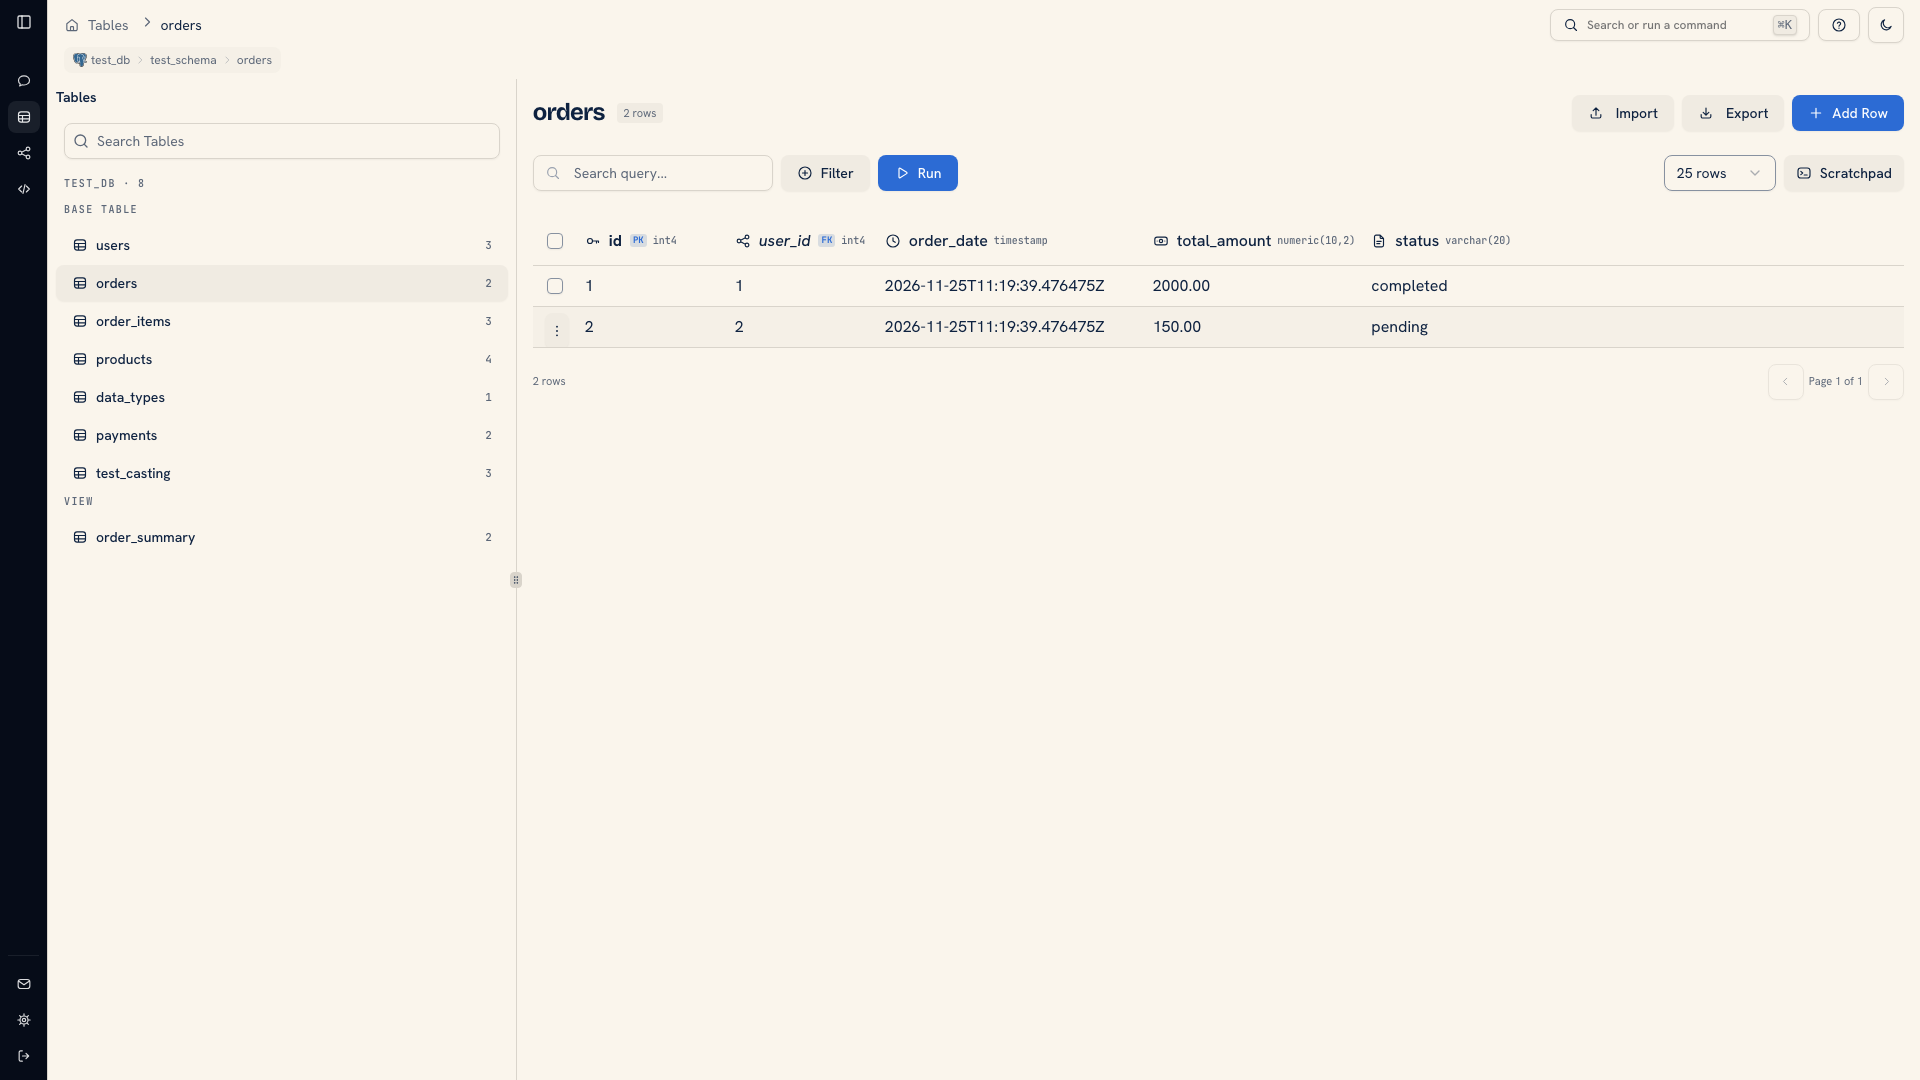 Tables > orders
Search or run a command ⌘K
test_db > test_schema > orders
Tables
Search Tables
TEST_DB · 8
BASE TABLE
users 3
orders 2
order_items 3
products 4
data_types 1
payments 2
test_casting 3
VIEW
order_summary 2
orders 2 rows
Import Export Add Row
Search query... Filter Run
25 rows Scratchpad
id PK int4 user_id FK int4 order_date timestamp total_amount numeric(10,2) status varchar(20)
1 1 2026-11-25T11:19:39.476475Z 2000.00 completed
2 2 2026-11-25T11:19:39.476475Z 150.00 pending
2 rows
Page 1 of 1